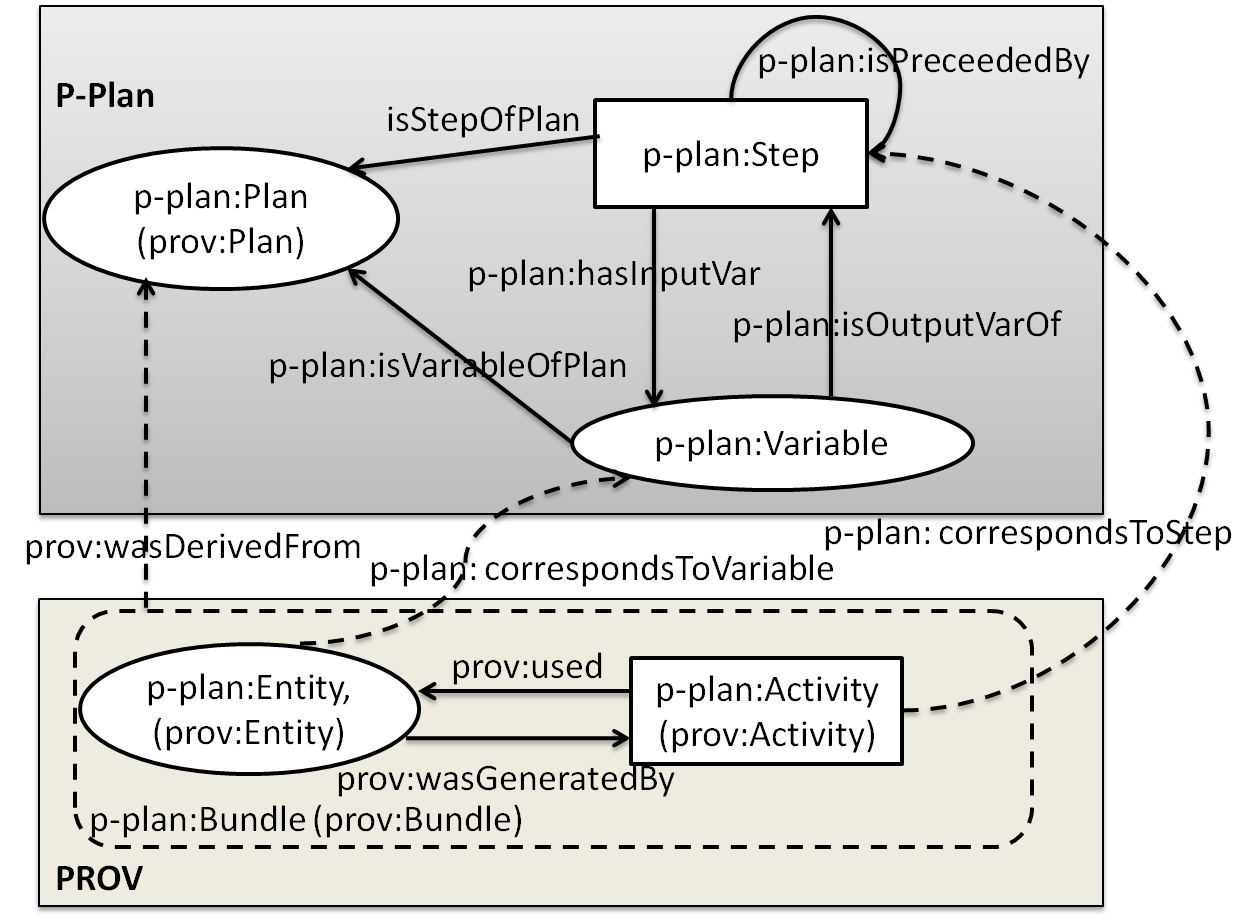 p-plan:isPreceededBy
P-Plan
isStepOfPlan
p-plan:Step
p-plan:Plan
(prov:Plan)
p-plan:hasInputVar
p-plan:isOutputVarOf
p-plan:isVariableOfPlan
p-plan:Variable
p-plan: correspondsToStep
prov:wasDerivedFrom
p-plan: correspondsToVariable
prov:used
p-plan:Entity,
(prov:Entity)
p-plan:Activity
(prov:Activity)
prov:wasGeneratedBy
p-plan:Bundle (prov:Bundle)
PROV